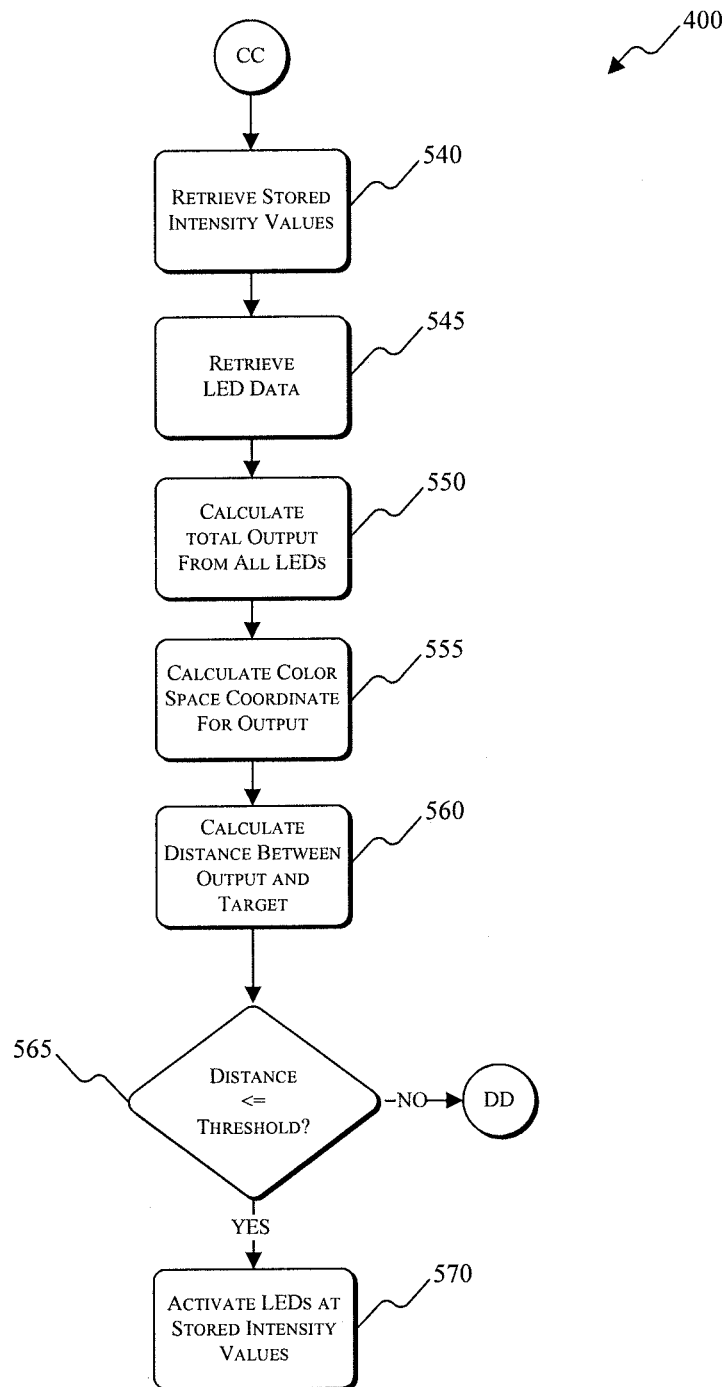 400
CC
540
RETRIEVE STORED
INTENSITY VALUES
545
RETRIEVE
LED DATA
550
CALCULATE
TOTAL OUTPUT
FROM ALL LEDS
555
CALCULATE COLOR
SPACE COORDINATE
FOR OUTPUT
560
CALCULATE
DISTANCE BETWEEN
OUTPUT AND
TARGET
565
DISTANCE
<=
THRESHOLD?
NO
DD
YES
570
ACTIVATE LEDS AT
STORED INTENSITY
VALUES